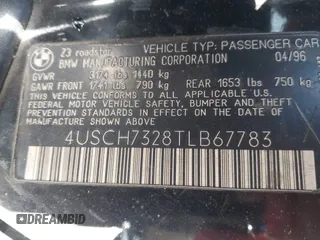 BMW Z3 roadster VEHICLE TYP: PASSENGER CAR
BMW MANUFACTURING CORPORATION 04/96
GVWR 3174 lbs 1440 kg
GAWR FRONT 1741 lbs 790 kg REAR 1653 lbs 750 kg
THIS VEHICLE CONFORMS TO ALL APPLICABLE U.S.
FEDERAL MOTOR VEHICLE SAFETY, BUMPER AND THEFT
PREVENTION STANDARDS IN EFFECT ON THE DATE OF
MANUFACTURE SHOWN ABOVE.
4USCH7328TLB67783
DREAMBID